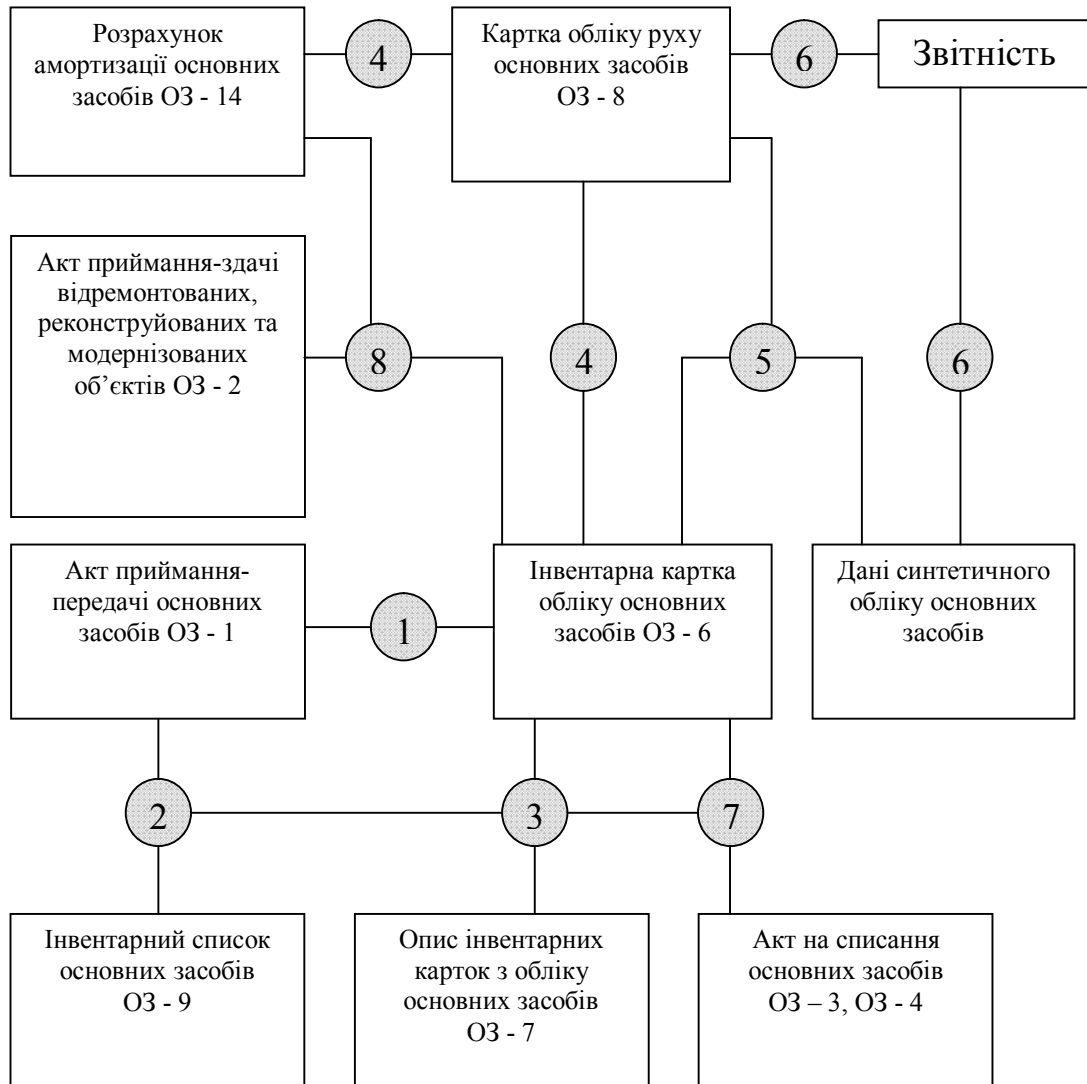 Розрахунок
амортизації основних
засобів ОЗ - 14
4
Картка обліку руху
основних засобів
ОЗ - 8
6
Звітність
Акт приймання-здачі
відремонтованих,
реконструйованих та
модернізованих
об’єктів ОЗ - 2
8
4
5
6
Акт приймання-
передачі основних
засобів ОЗ - 1
1
Інвентарна картка
обліку основних
засобів ОЗ - 6
Дані синтетичного
обліку основних
засобів
2
3
7
Інвентарний список
основних засобів
ОЗ - 9
Опис інвентарних
карток з обліку
основних засобів
ОЗ - 7
Акт на списання
основних засобів
ОЗ – 3, ОЗ - 4